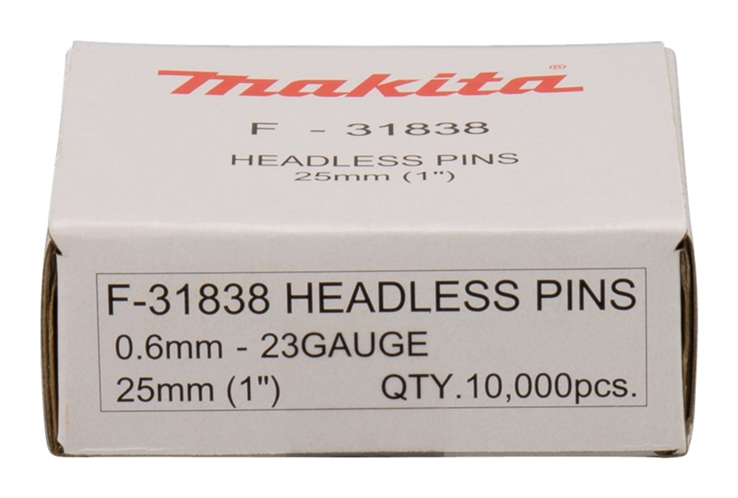 makita®
F - 31838
HEADLESS PINS
25mm (1")
F-31838 HEADLESS PINS
0.6mm - 23GAUGE
25mm (1") QTY.10,000pcs.